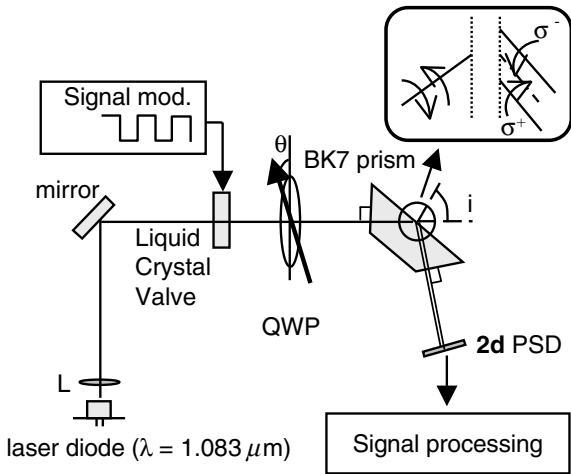 Signal mod.
σ -
σ+
θ
BK7 prism
i
mirror
Liquid
Crystal
Valve
QWP
L
2d PSD
laser diode (λ = 1.083 μm)
Signal processing